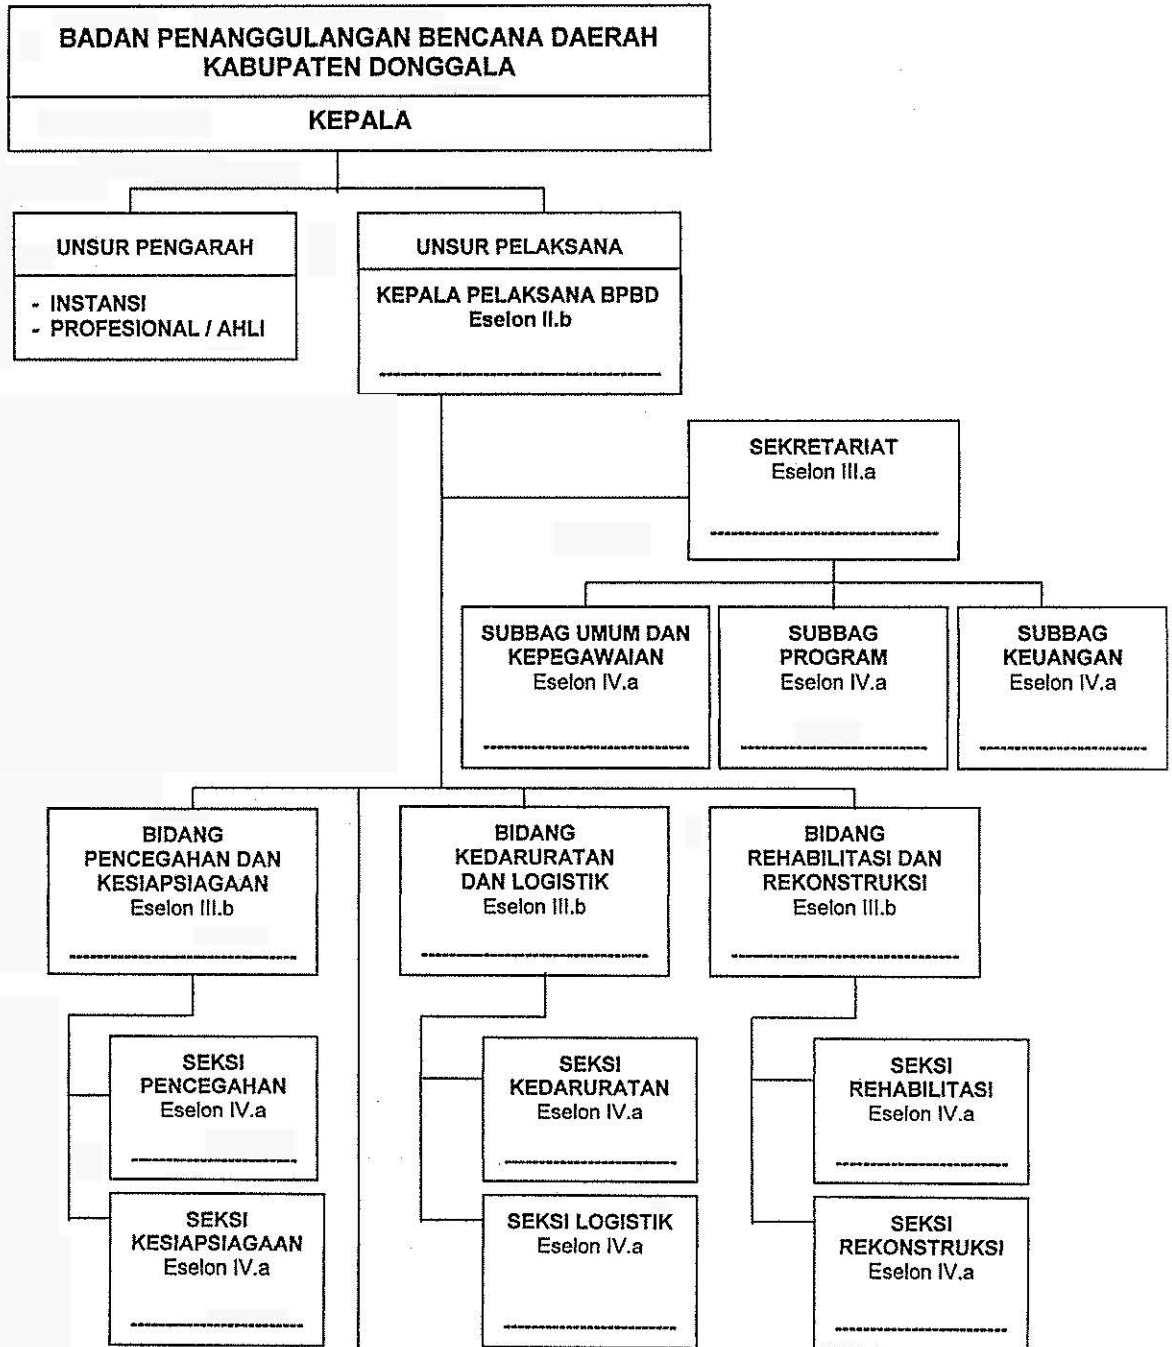 BADAN PENANGGULANGAN BENCANA DAERAH
KABUPATEN DONGGALA
KEPALA
UNSUR PENGARAH
- INSTANSI
- PROFESIONAL / AHLI
UNSUR PELAKSANA
KEPALA PELAKSANA BPBD
Eselon II.b
SEKRETARIAT
Eselon III.a
SUBBAG UMUM DAN
KEPEGAWAIAN
Eselon IV.a
SUBBAG
PROGRAM
Eselon IV.a
SUBBAG
KEUANGAN
Eselon IV.a
BIDANG
PENCEGAHAN DAN
KESIAPSIAGAAN
Eselon III.b
BIDANG
KEDARURATAN
DAN LOGISTIK
Eselon III.b
BIDANG
REHABILITASI DAN
REKONSTRUKSI
Eselon III.b
SEKSI
PENCEGAHAN
Eselon IV.a
SEKSI
KEDARURATAN
Eselon IV.a
SEKSI
REHABILITASI
Eselon IV.a
SEKSI
KESIAPSIAGAAN
Eselon IV.a
SEKSI LOGISTIK
Eselon IV.a
SEKSI
REKONSTRUKSI
Eselon IV.a